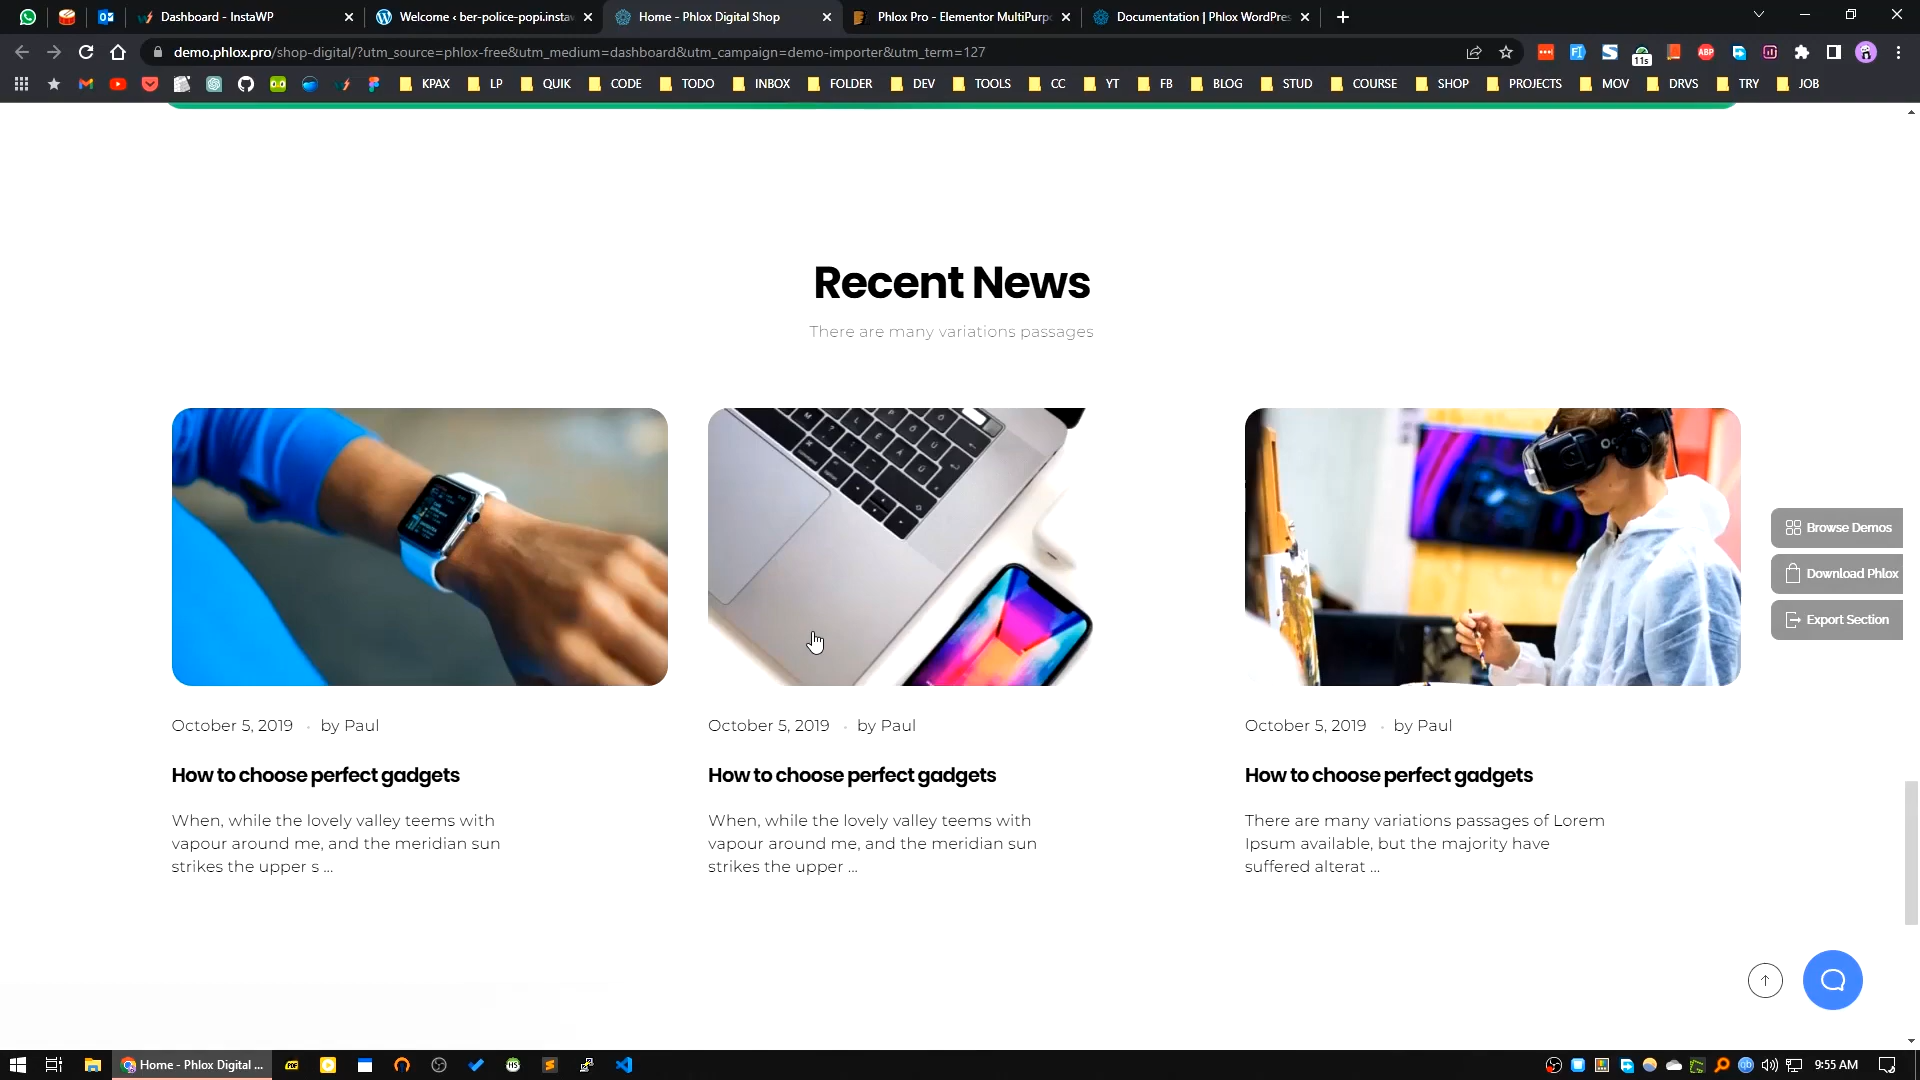 Dashboard - InstaWP
Welcome ‹ ber-police-popi.instaw
Home - Phlox Digital Shop
Phlox Pro - Elementor MultiPurpo
Documentation | Phlox WordPres
demo.phlox.pro/shop-digital/?utm_source=phlox-free&utm_medium=dashboard&utm_campaign=demo-importer&utm_term=127
11s
ABP
KPAX
LP
QUIK
CODE
TODO
INBOX
FOLDER
DEV
TOOLS
CC
YT
FB
BLOG
STUD
COURSE
SHOP
PROJECTS
MOV
DRVS
TRY
JOB
Recent News
There are many variations passages
Browse Demos
Download Phlox
Export Section
October 5, 2019 · by Paul
How to choose perfect gadgets
When, while the lovely valley teems with
vapour around me, and the meridian sun
strikes the upper s ...
October 5, 2019 · by Paul
How to choose perfect gadgets
When, while the lovely valley teems with
vapour around me, and the meridian sun
strikes the upper ...
October 5, 2019 · by Paul
How to choose perfect gadgets
There are many variations passages of Lorem
Ipsum available, but the majority have
suffered alterat ...
Home - Phlox Digital ...
9:55 AM